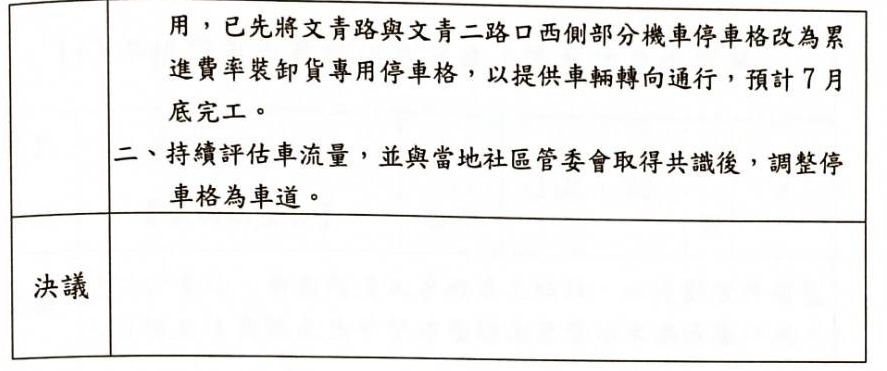 用，已先將文青路與文青二路口西側部分機車停車格改為累
進費率裝卸貨專用停車格，以提供車輛轉向通行，預計7月
底完工。
二、持續評估車流量，並與當地社區管委會取得共識後，調整停
車格為車道。
決議